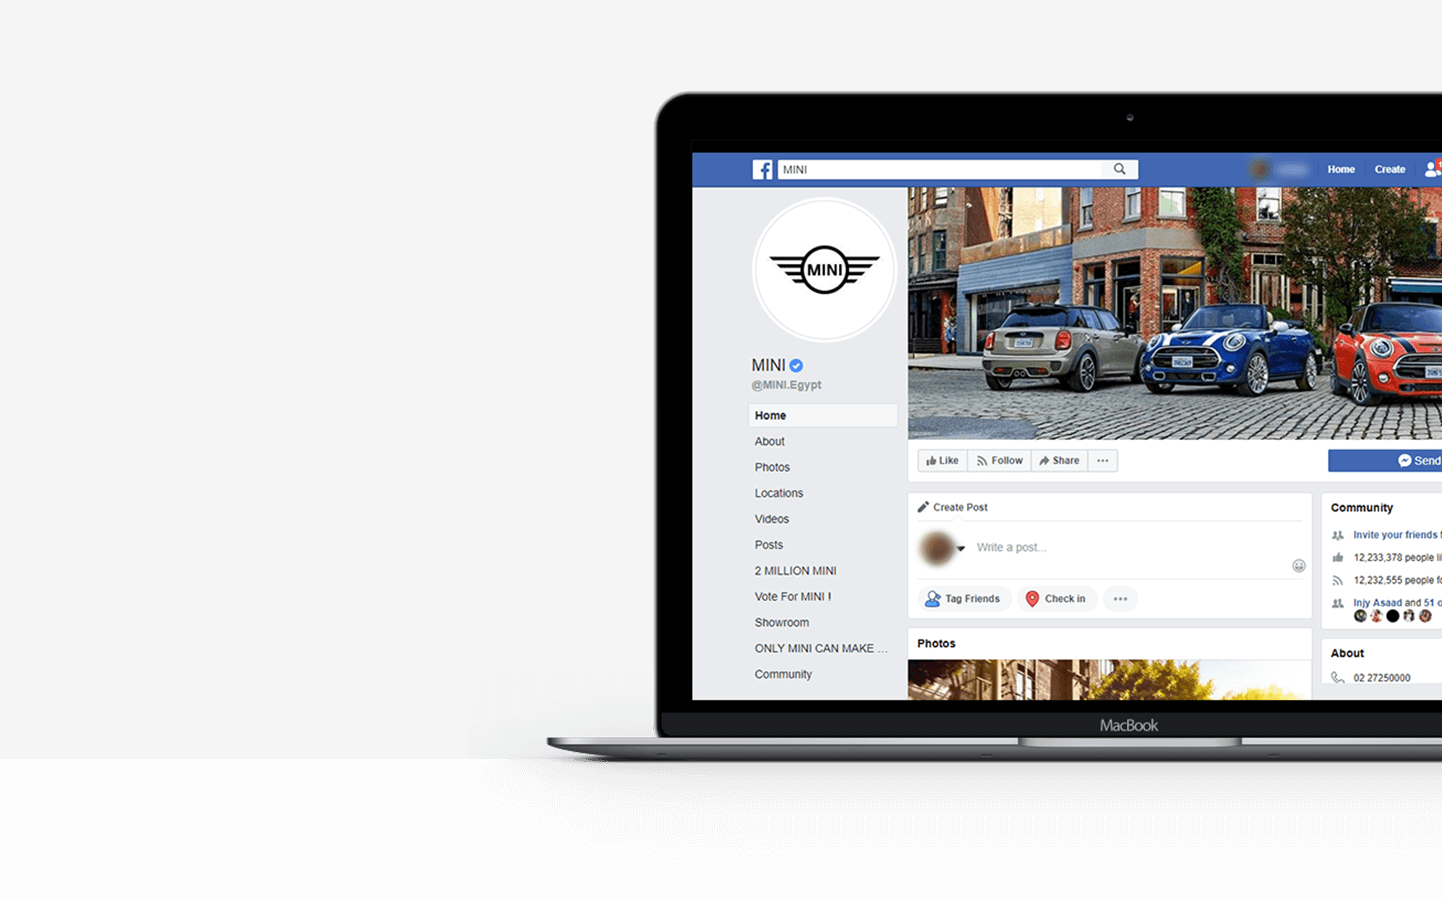 MINI
Home
Create
MINI
MINI
@MINI.Egypt
Home
About
Photos
Locations
Videos
Posts
2 MILLION MINI
Vote For MINI !
Showroom
ONLY MINI CAN MAKE ...
Community
Like
Follow
Share
Send
Create Post
Write a post...
Tag Friends
Check in
Photos
Community
Invite your friends
12,233,378 people
12,232,555 people
Injy Asaad and 51
About
02 27250000
MacBook